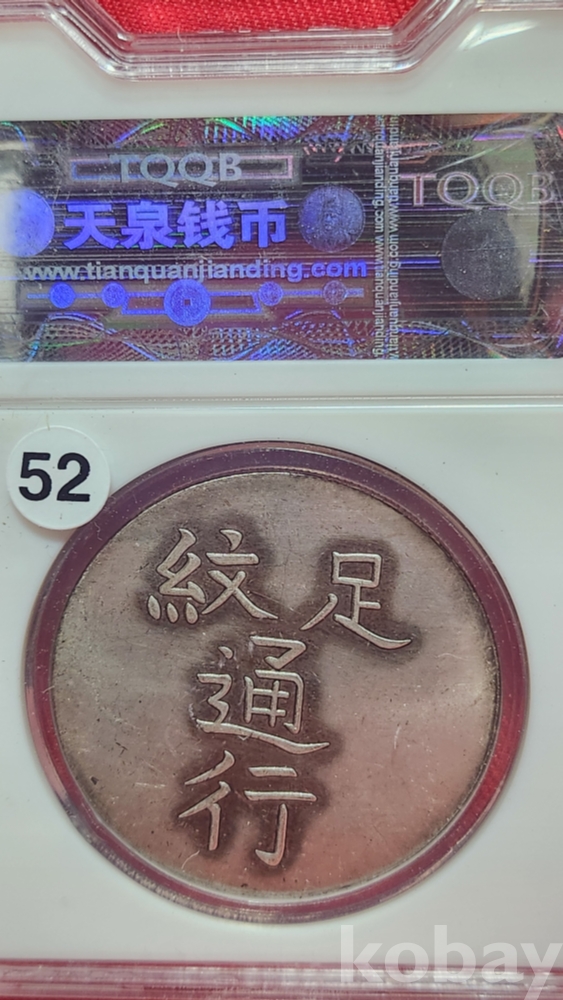 TQQB
天泉钱币
www.tianquanjianding.com
TQQB
52
足紋
通
行
kobay